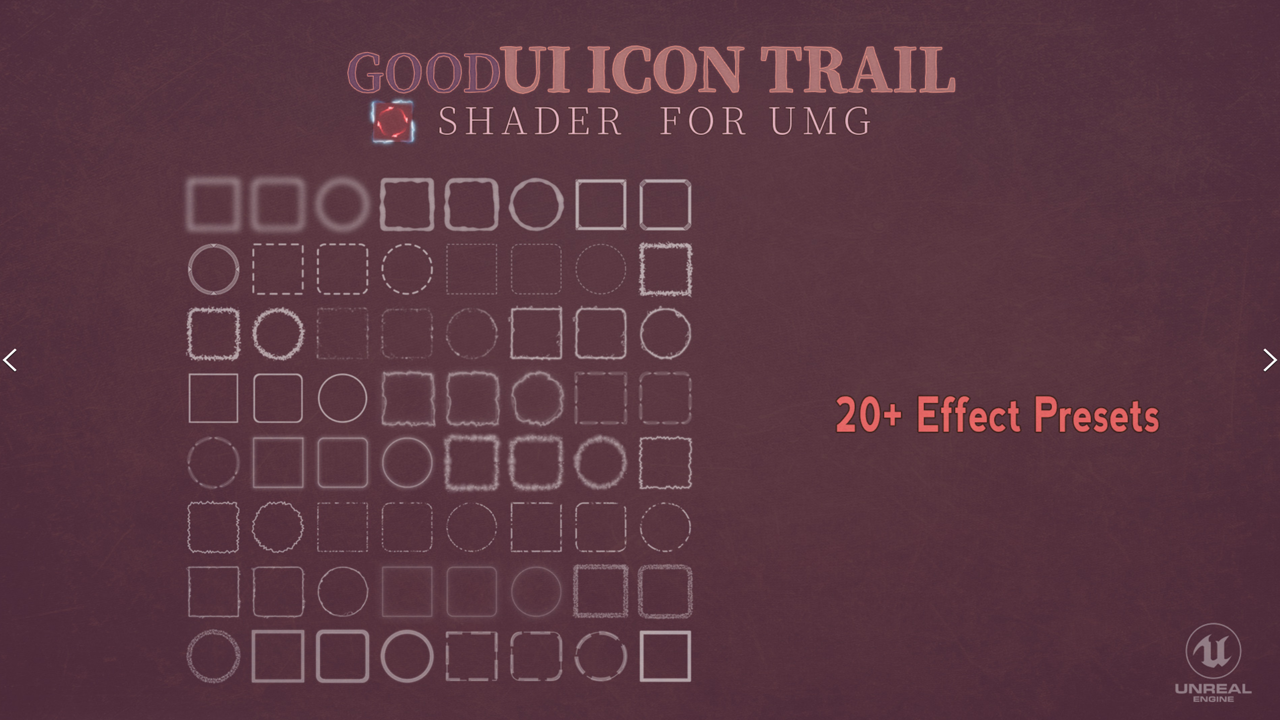 GOODUI ICON TRAIL
SHADER FOR UMG
20+ Effect Presets
UNREAL
ENGINE